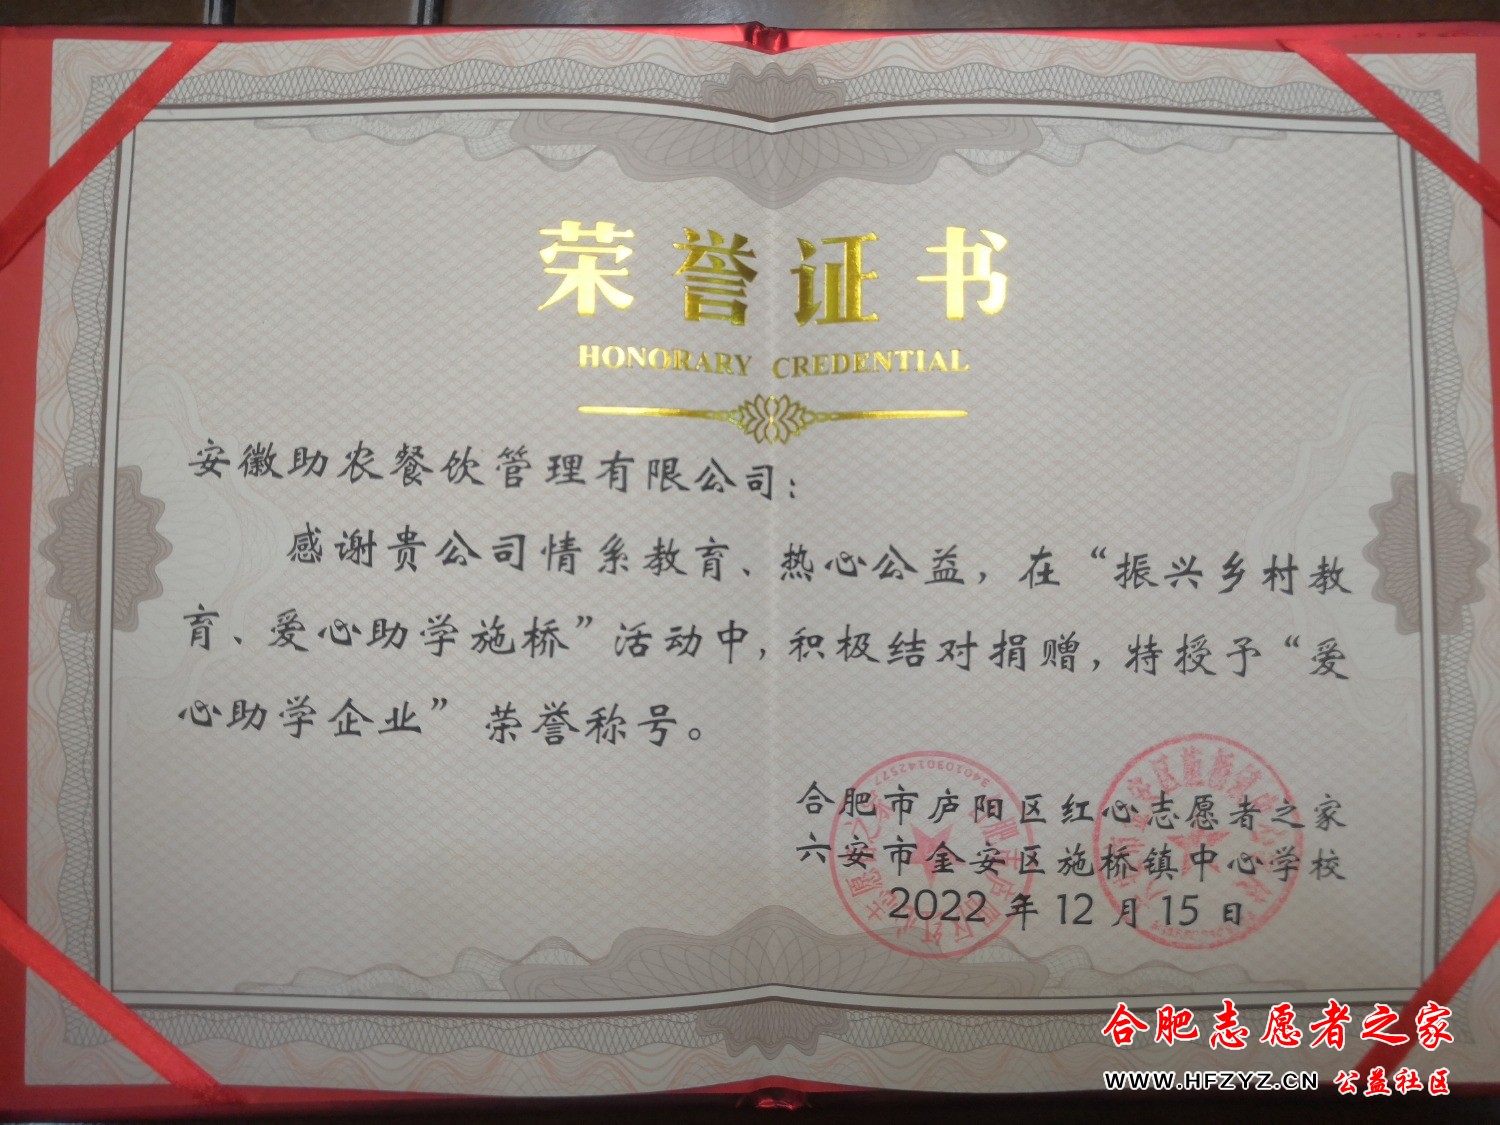 荣誉证书
HONORARY CREDENTIAL
安徽助农餐饮管理有限公司：
感谢贵公司情系教育、热心公益，在“振兴乡村教
育、爱心助学施桥”活动中，积极结对捐赠，特授予“爱
心助学企业”荣誉称号。
合肥市庐阳区红心志愿者之家
六安市金安区施桥镇中心学校
2022年12月15日
3401030142577
合肥志愿者之家
WWW.HFZYZ.CN 公益社区